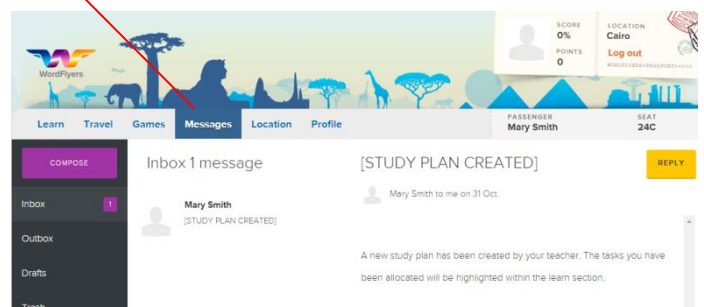 SCORE
0%
POINTS
0
LOCATION
Cairo
Log out
WordFlyers
Learn Travel Games Messages Location Profile
PASSENGER
Mary Smith
SEAT
24C
COMPOSE
Inbox 1
Outbox
Drafts
Trash
Inbox 1 message
Mary Smith
[STUDY PLAN CREATED]
[STUDY PLAN CREATED]
REPLY
Mary Smith to me on 31 Oct
A new study plan has been created by your teacher. The tasks you have
been allocated will be highlighted within the learn section.